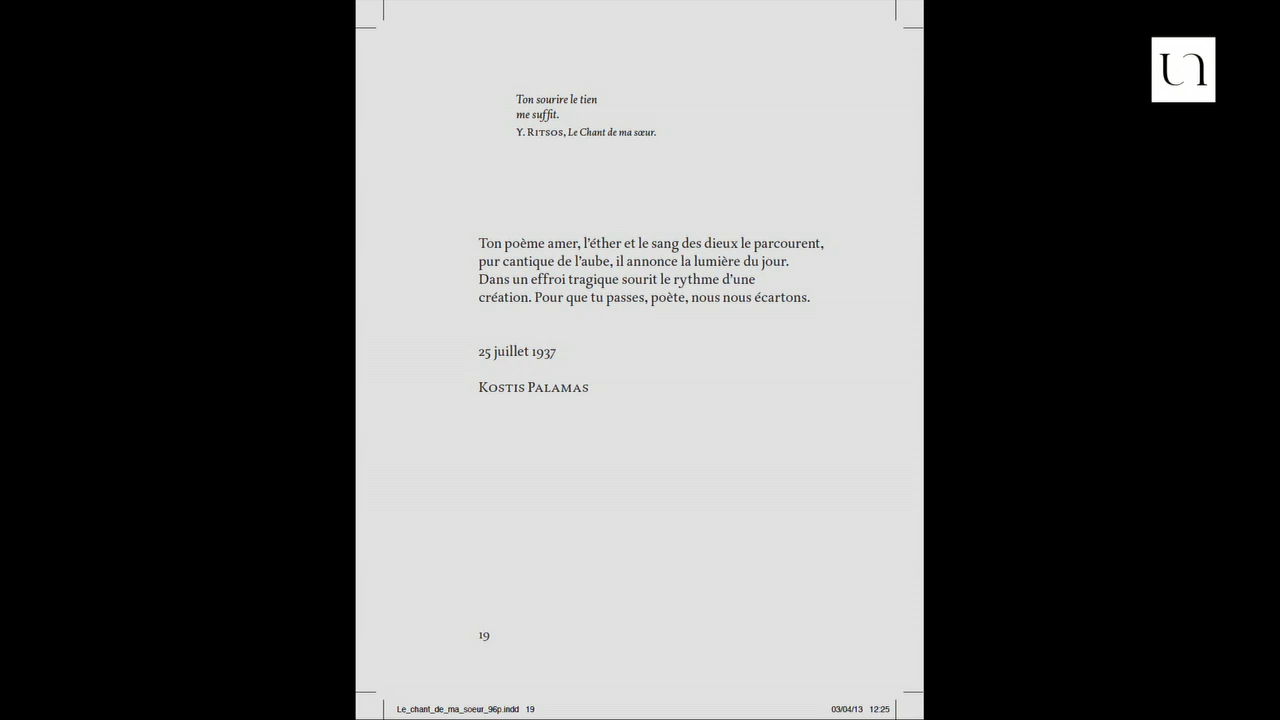 Ton sourire le tien
me suffit.
Y. RITSOS, Le Chant de ma sœur.
Ton poème amer, l'éther et le sang des dieux le parcourent,
pur cantique de l'aube, il annonce la lumière du jour.
Dans un effroi tragique sourit le rythme d'une
création. Pour que tu passes, poète, nous nous écartons.
25 juillet 1937
KOSTIS PALAMAS
19
Le_chant_de_ma_soeur_96p.indd 19
03/04/13 12:25